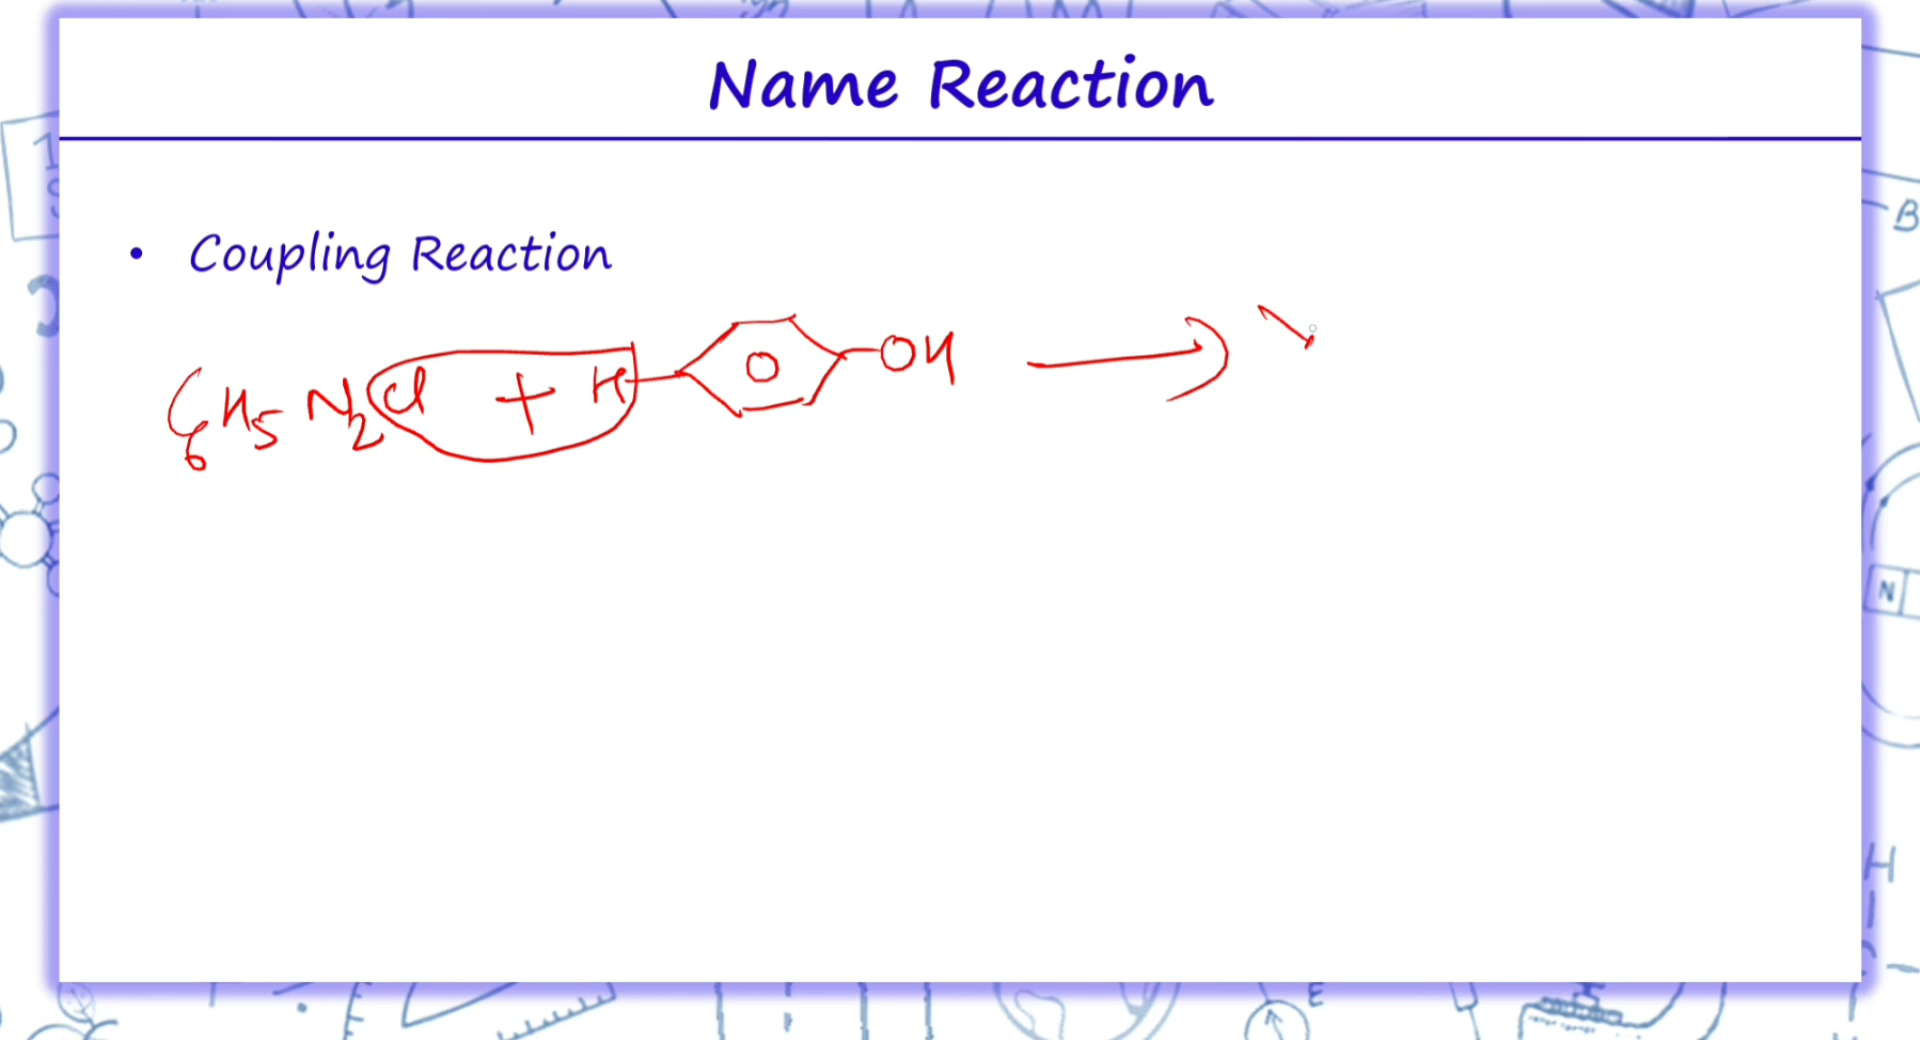 Name Reaction
• Coupling Reaction
C6H5N2Cl + H OH
B
N
H
E